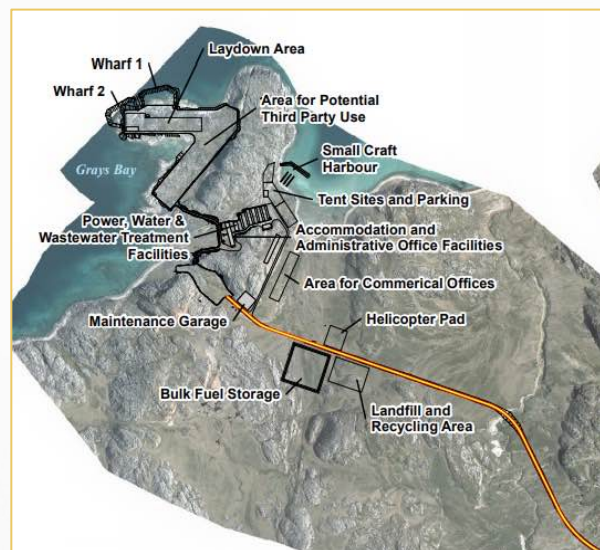 Laydown Area
Wharf 1
Wharf 2
Area for Potential
Third Party Use
Small Craft
Harbour
Grays Bay
Tent Sites and Parking
Power, Water &
Wastewater Treatment
Facilities
Accommodation and
Administrative Office Facilities
Area for Commerical Offices
Maintenance Garage
Helicopter Pad
Bulk Fuel Storage
Landfill and
Recycling Area